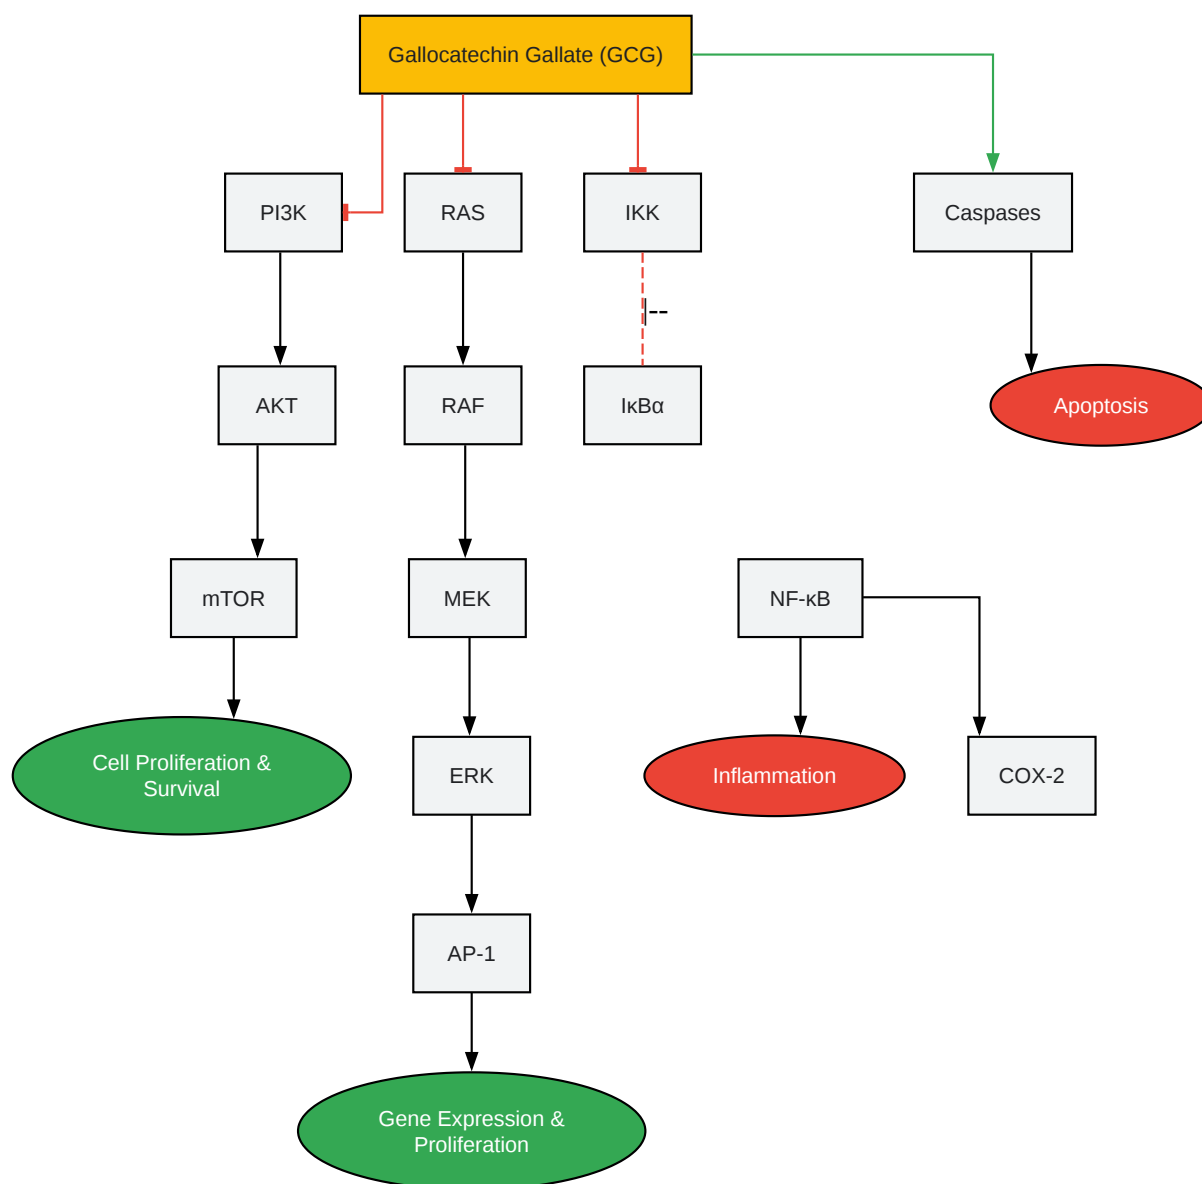 Gallocatechin Gallate (GCG)
PI3K
RAS
IKK
Caspases
|--
AKT
RAF
IκBα
Apoptosis
mTOR
MEK
NF-κB
Cell Proliferation &
Survival
ERK
Inflammation
COX-2
AP-1
Gene Expression &
Proliferation